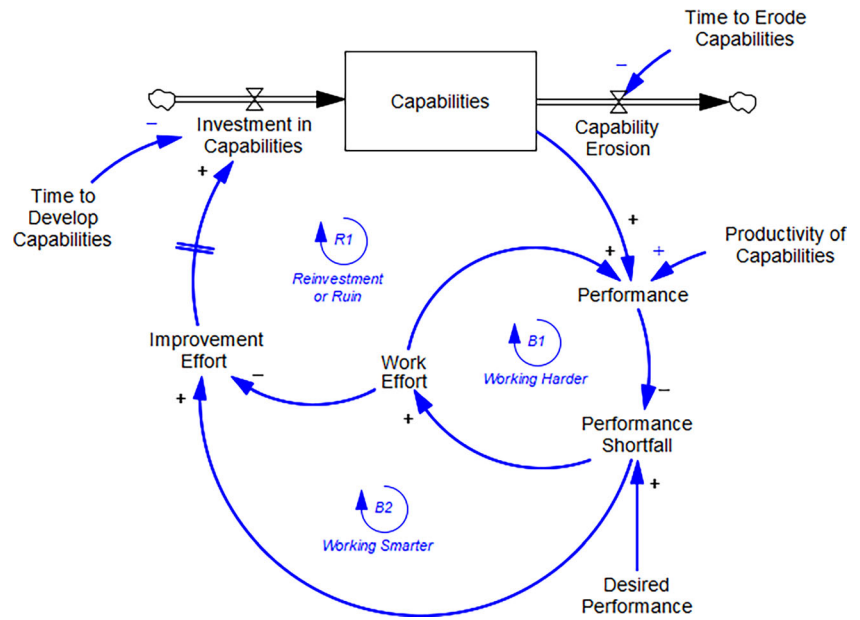 Time to Erode
Capabilities
−
Capabilities
Investment in
Capabilities
Capability
Erosion
−
+
Time to
Develop
Capabilities
R1
Reinvestment
or Ruin
+
+
+
Productivity of
Capabilities
Performance
Improvement
Effort
+
−
Work
Effort
+
B1
Working Harder
−
Performance
Shortfall
+
B2
Working Smarter
Desired
Performance